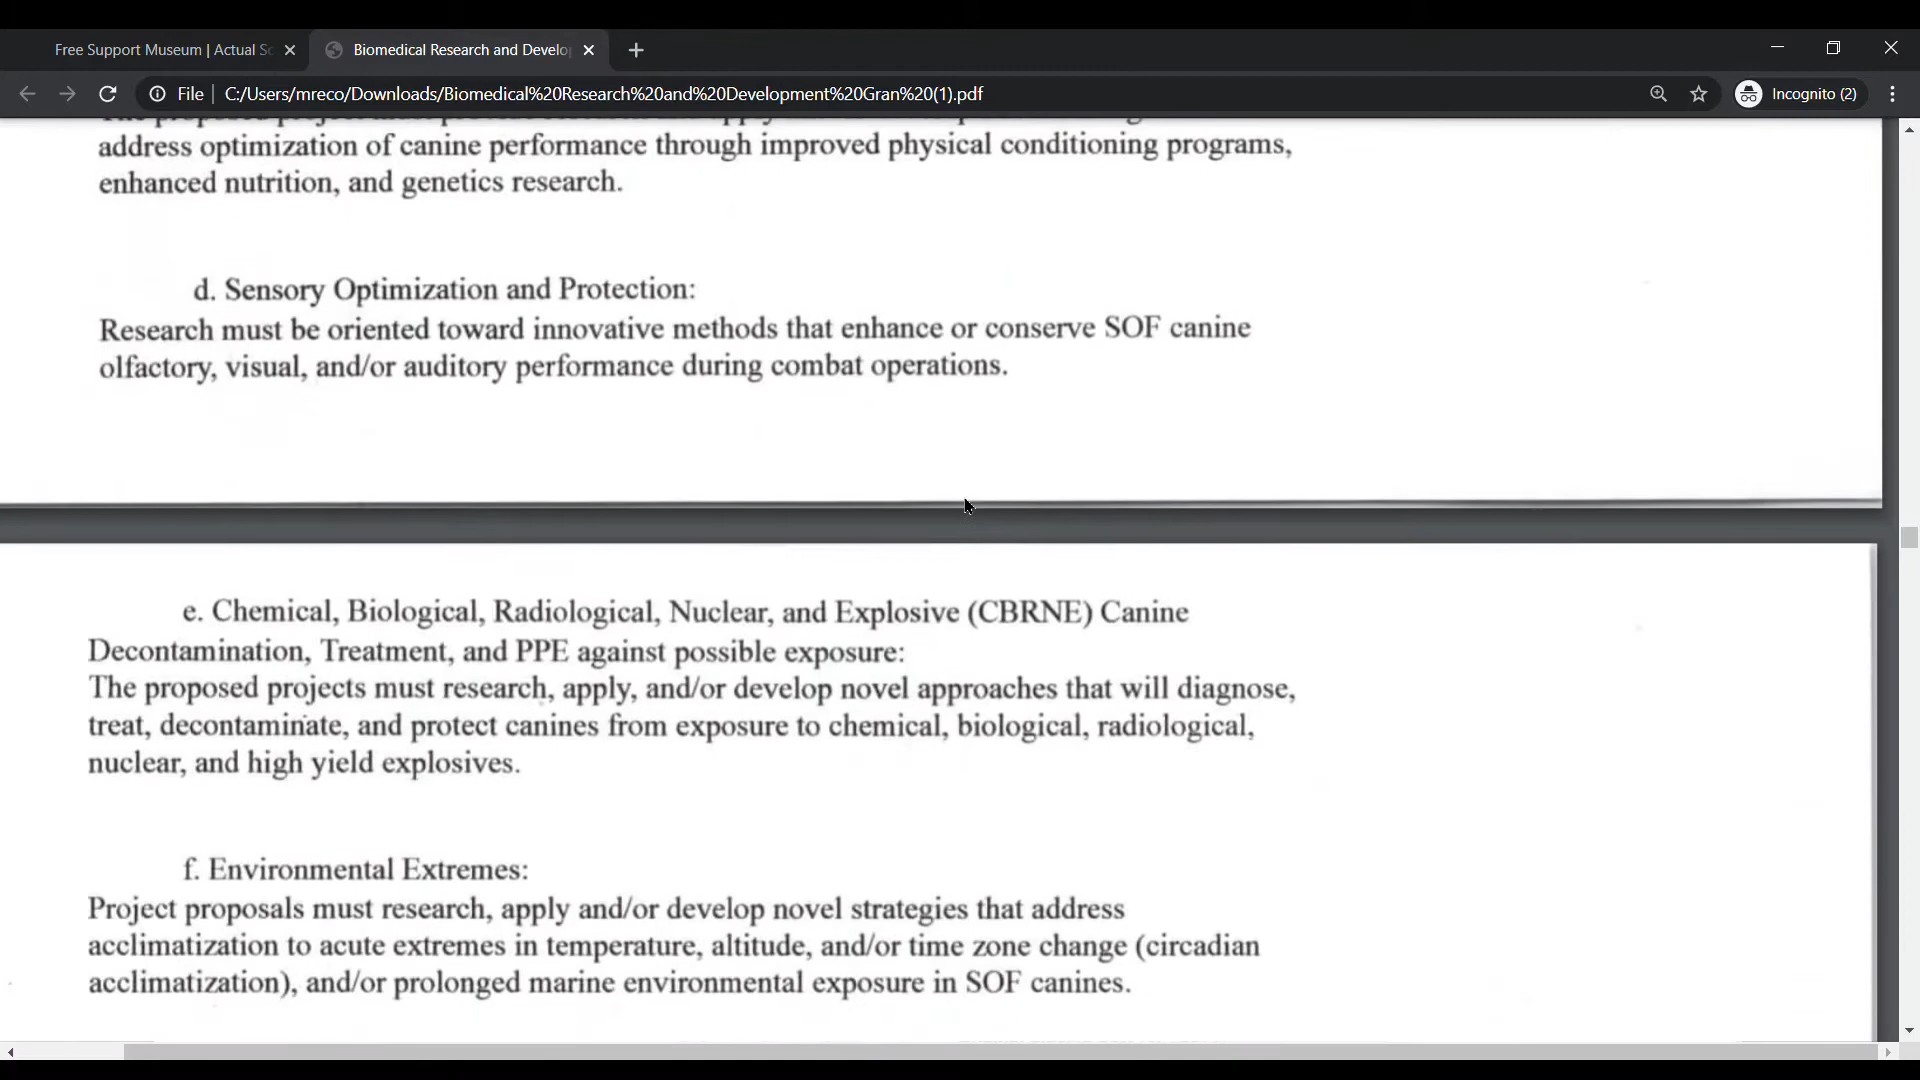 Free Support Museum | Actual Sc
Biomedical Research and Develop
File
C:/Users/mreco/Downloads/Biomedical%20Research%20and%20Development%20Gran%20(1).pdf
Incognito (2)
address optimization of canine performance through improved physical conditioning programs,
enhanced nutrition, and genetics research.
d. Sensory Optimization and Protection:
Research must be oriented toward innovative methods that enhance or conserve SOF canine
olfactory, visual, and/or auditory performance during combat operations.
e. Chemical, Biological, Radiological, Nuclear, and Explosive (CBRNE) Canine
Decontamination, Treatment, and PPE against possible exposure:
The proposed projects must research, apply, and/or develop novel approaches that will diagnose,
treat, decontaminate, and protect canines from exposure to chemical, biological, radiological,
nuclear, and high yield explosives.
f. Environmental Extremes:
Project proposals must research, apply and/or develop novel strategies that address
acclimatization to acute extremes in temperature, altitude, and/or time zone change (circadian
acclimatization), and/or prolonged marine environmental exposure in SOF canines.